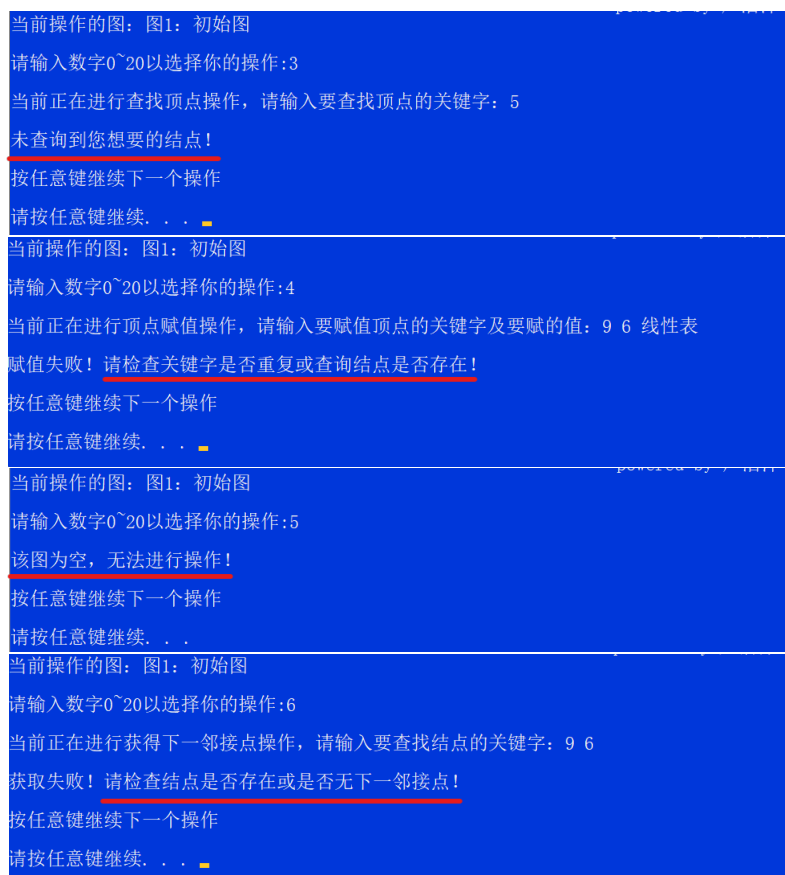 当前操作的图：图1：初始图
请输入数字0~20以选择你的操作:3
当前正在进行查找顶点操作，请输入要查找顶点的关键字：5
未查询到您想要的结点！
按任意键继续下一个操作
请按任意键继续. . .
当前操作的图：图1：初始图
请输入数字0~20以选择你的操作:4
当前正在进行顶点赋值操作，请输入要赋值顶点的关键字及要赋的值：9 6 线性表
赋值失败！请检查关键字是否重复或查询结点是否存在！
按任意键继续下一个操作
请按任意键继续. . .
powered by
当前操作的图：图1：初始图
请输入数字0~20以选择你的操作:5
该图为空，无法进行操作！
按任意键继续下一个操作
请按任意键继续. . .
当前操作的图：图1：初始图
请输入数字0~20以选择你的操作:6
当前正在进行获得下一邻接点操作，请输入要查找结点的关键字：9 6
获取失败！请检查结点是否存在或是否无下一邻接点！
按任意键继续下一个操作
请按任意键继续. . .